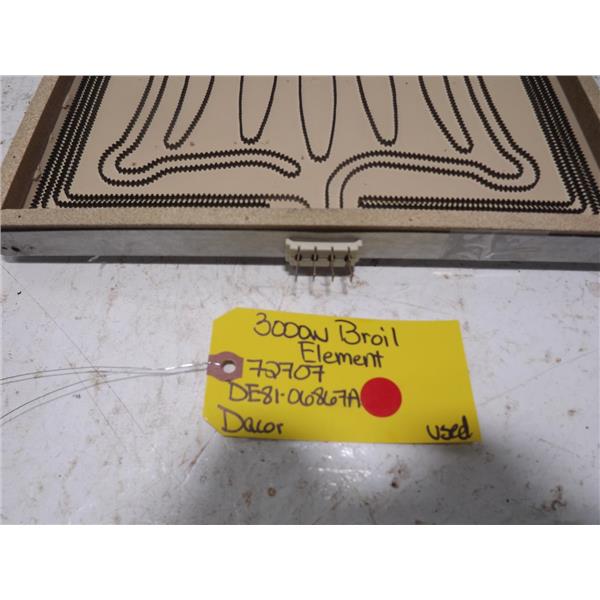 3000W Broil
Element
72707
DE81-06867A
Dacor
used